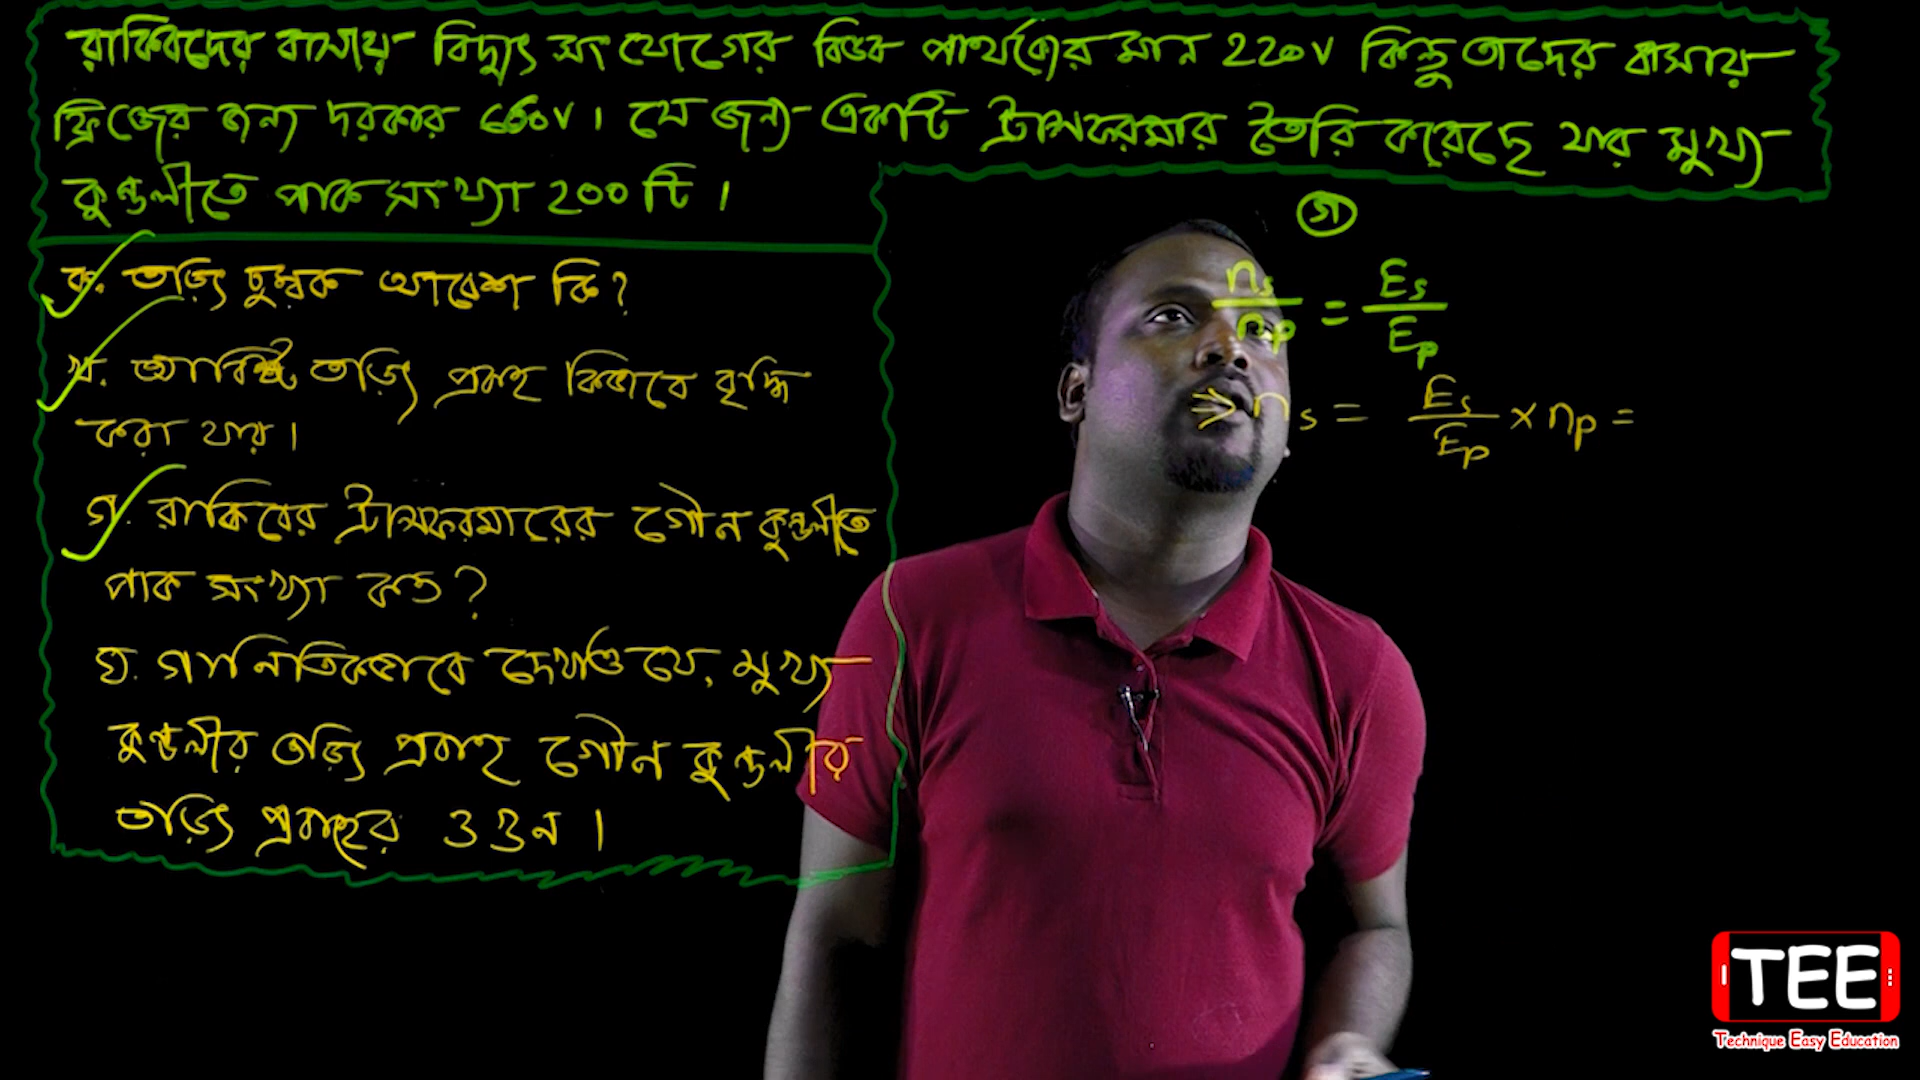 রাকিবদের বাসায় বিদ্যুৎ সংযোগের বিভব পার্থক্যের মান 220V কিন্তু তাদের বাসায়
ফ্রিজের জন্য দরকার 660V। সে জন্য একটি ট্রান্সফরমার তৈরি করেছে যার মুখ্য
কুন্ডলীতে পাক সংখ্যা 200 টি।
ক. তড়িৎ চুম্বক আবেশ কি?
খ. আবিষ্ট তড়িৎ প্রবাহ কিভাবে বৃদ্ধি
করা যায়।
গ. রাকিবের ট্রান্সফরমারের গৌন কুন্ডলীতে
পাক সংখ্যা কত?
ঘ. গানিতিকভাবে দেখাও যে, মুখ্য
কুন্ডলীর তড়িৎ প্রবাহ গৌন কুন্ডলীর
তড়িৎ প্রবাহের ৩ গুন।
গ
ns/np = Es/Ep
⇒ ns = Es/Ep × np =
TEE
Technique Easy Education